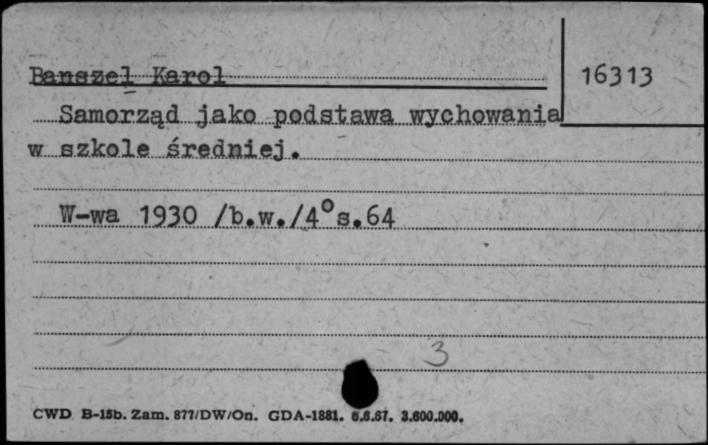 Banszel Karol
16313
Samorząd jako podstawa wychowania
w szkole średniej.
W-wa 1930 /b.w./4° s.64
3
CWD B-15b. Zam. 877/DW/On. GDA-1881. 6.6.67. 3.600.000.